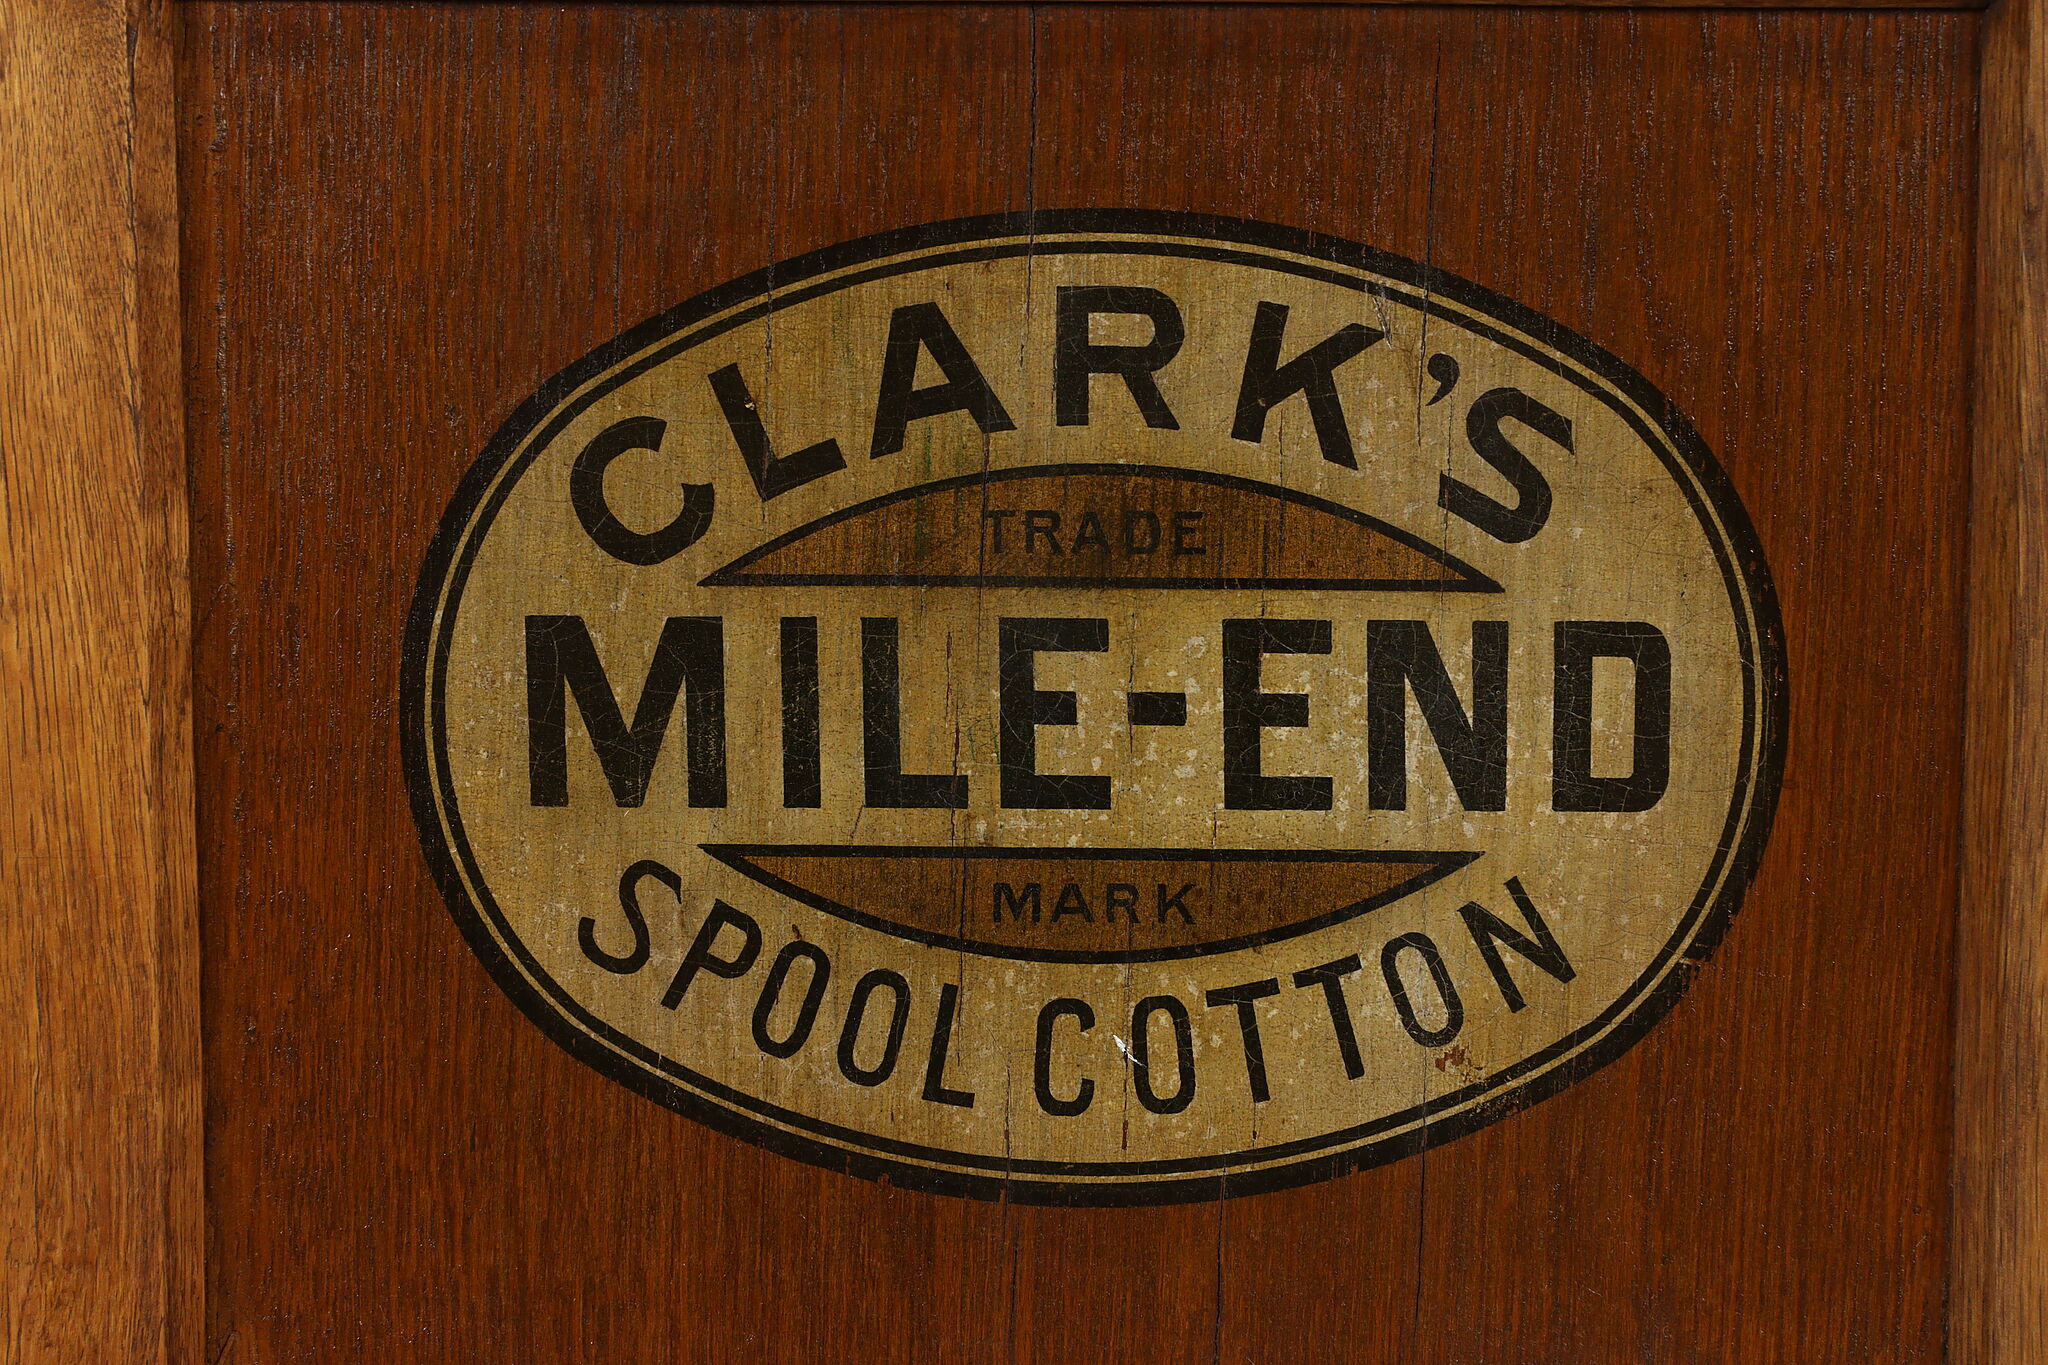 CLARK'S
TRADE
MILE-END
MARK
SPOOL COTTON